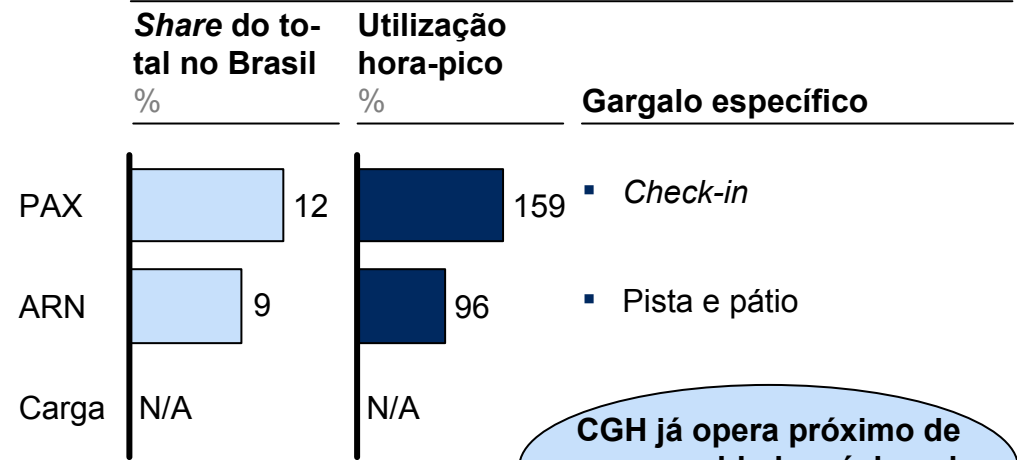 Share do to-
tal no Brasil
%
Utilização
hora-pico
%
Gargalo específico
PAX
12
159
▪ Check-in
ARN
9
96
▪ Pista e pátio
Carga
N/A
N/A
CGH já opera próximo de